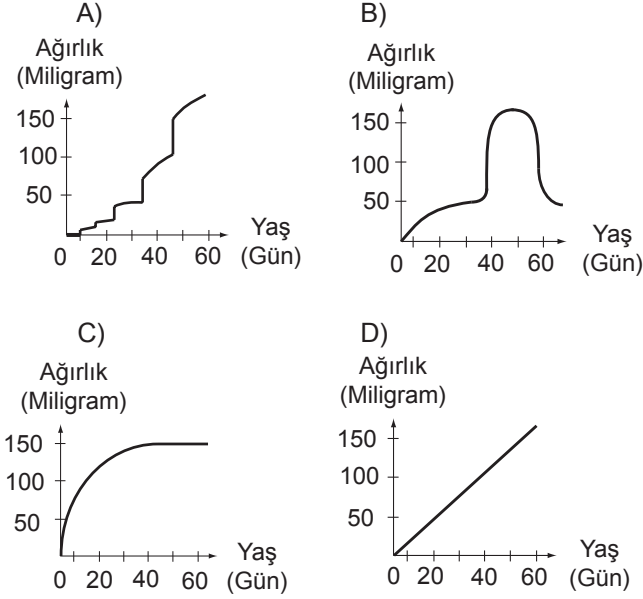 A)
Ağırlık
(Miligram)
150
100
50
0 20 40 60
Yaş
(Gün)
B)
Ağırlık
(Miligram)
150
100
50
0 20 40 60
Yaş
(Gün)
C)
Ağırlık
(Miligram)
150
100
50
0 20 40 60
Yaş
(Gün)
D)
Ağırlık
(Miligram)
150
100
50
0 20 40 60
Yaş
(Gün)